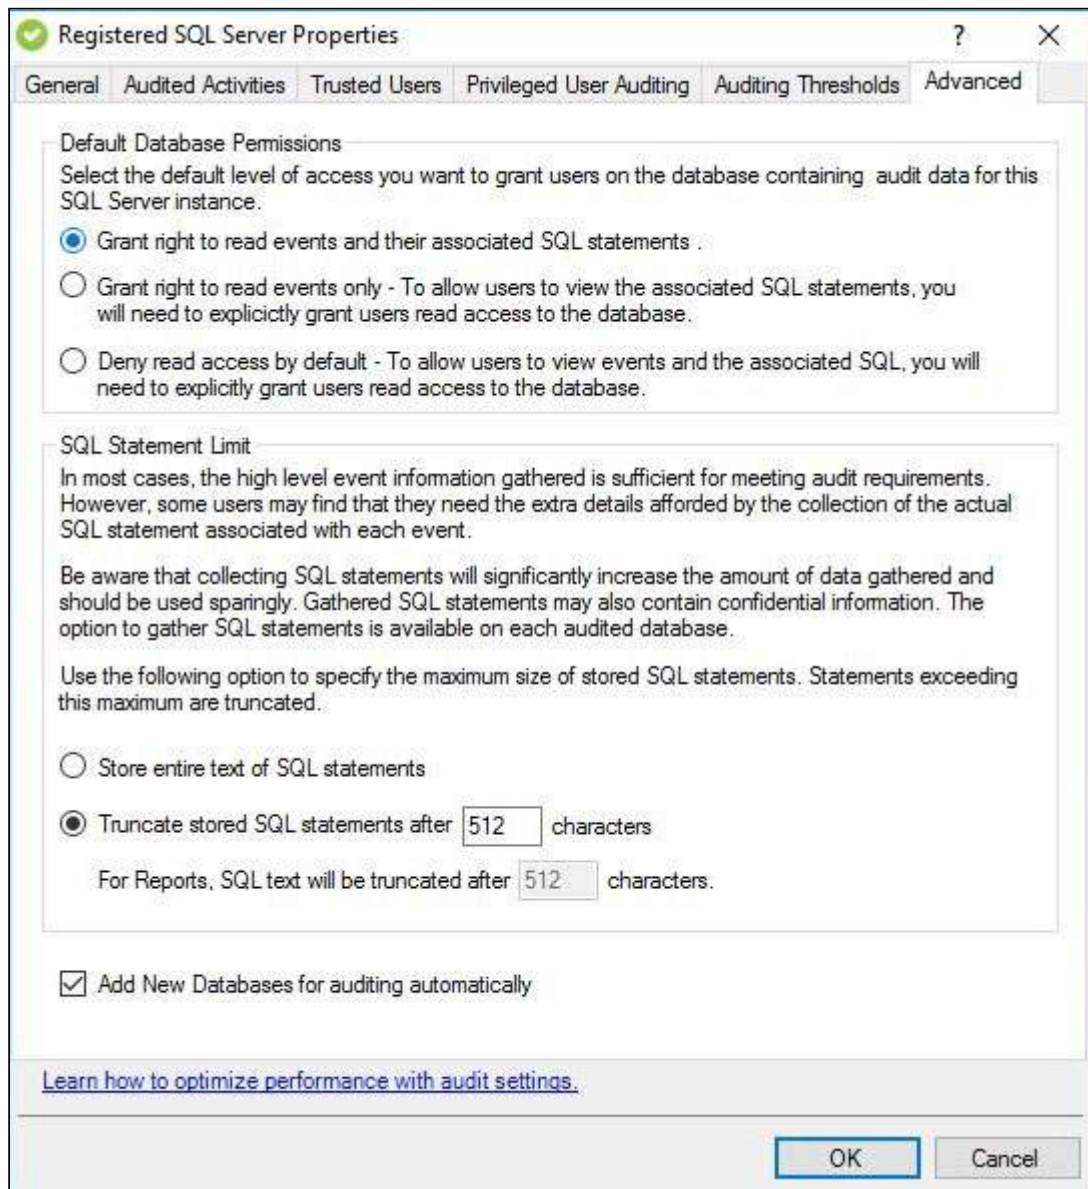 Registered SQL Server Properties
?
General Audited Activities Trusted Users Privileged User Auditing Auditing Thresholds Advanced
Default Database Permissions
Select the default level of access you want to grant users on the database containing audit data for this
SQL Server instance.
Grant right to read events and their associated SQL statements .
Grant right to read events only - To allow users to view the associated SQL statements, you
will need to explicictly grant users read access to the database.
Deny read access by default - To allow users to view events and the associated SQL, you will
need to explicitly grant users read access to the database.
SQL Statement Limit
In most cases, the high level event information gathered is sufficient for meeting audit requirements.
However, some users may find that they need the extra details afforded by the collection of the actual
SQL statement associated with each event.
Be aware that collecting SQL statements will significantly increase the amount of data gathered and
should be used sparingly. Gathered SQL statements may also contain confidential information. The
option to gather SQL statements is available on each audited database.
Use the following option to specify the maximum size of stored SQL statements. Statements exceeding
this maximum are truncated.
Store entire text of SQL statements
Truncate stored SQL statements after 512 characters
For Reports, SQL text will be truncated after 512 characters.
Add New Databases for auditing automatically
Learn how to optimize performance with audit settings.
OK Cancel